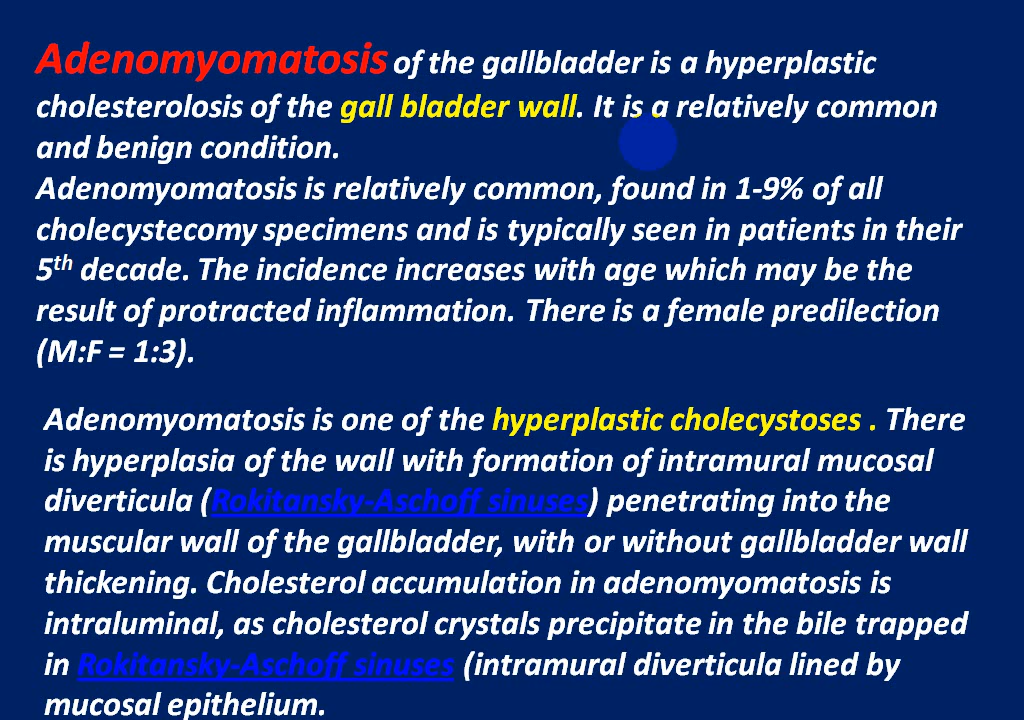 Adenomyomatosis of the gallbladder is a hyperplastic
cholesterolosis of the gall bladder wall. It is a relatively common
and benign condition.
Adenomyomatosis is relatively common, found in 1-9% of all
cholecystecomy specimens and is typically seen in patients in their
5th decade. The incidence increases with age which may be the
result of protracted inflammation. There is a female predilection
(M:F = 1:3).
Adenomyomatosis is one of the hyperplastic cholecystoses . There
is hyperplasia of the wall with formation of intramural mucosal
diverticula (Rokitansky-Aschoff sinuses) penetrating into the
muscular wall of the gallbladder, with or without gallbladder wall
thickening. Cholesterol accumulation in adenomyomatosis is
intraluminal, as cholesterol crystals precipitate in the bile trapped
in Rokitansky-Aschoff sinuses (intramural diverticula lined by
mucosal epithelium.